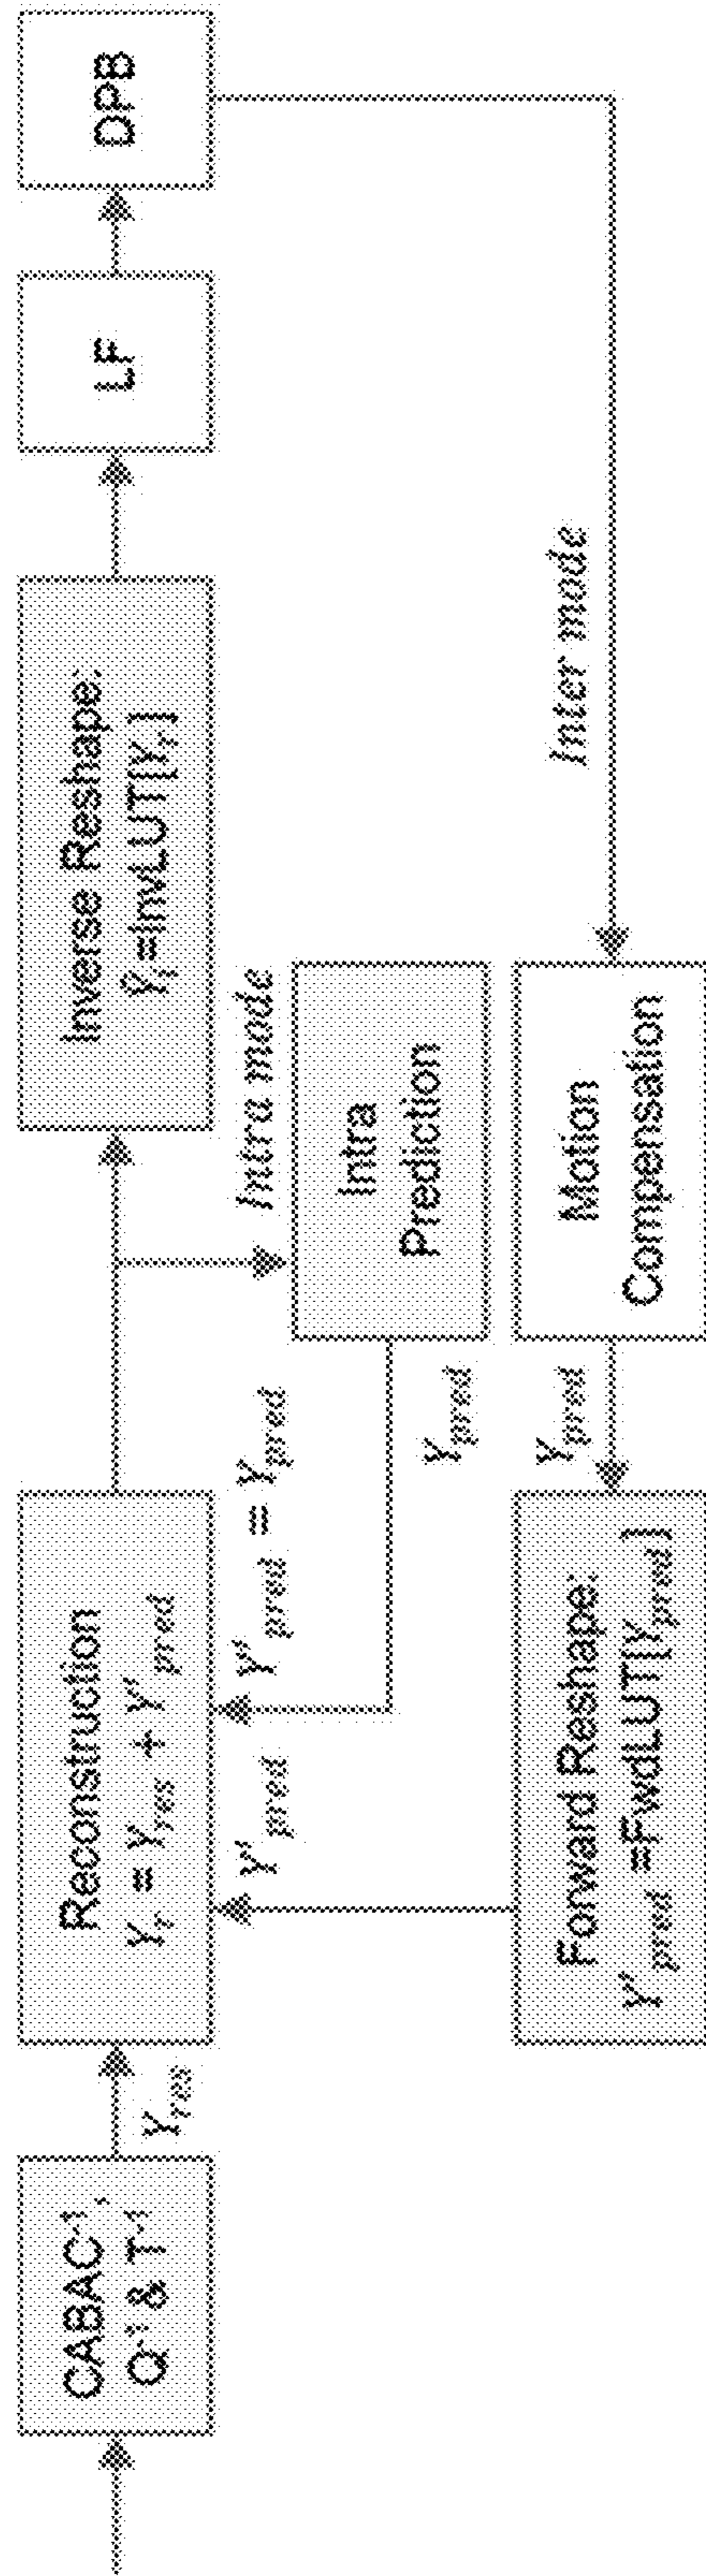 CABAC⁻¹,
Q⁻¹ & T⁻¹
Y_res
Reconstruction
Y_r = Y_res + Y'_pred
Inverse Reshape:
Ŷ_r=InvLUT[Y_r]
LF
DPB
Y'_pred
Y'_pred = Y_pred
Intra mode
Intra
Prediction
Y_pred
Inter mode
Forward Reshape:
Y'_pred =FwdLUT[Y_pred]
Y_pred
Motion
Compensation